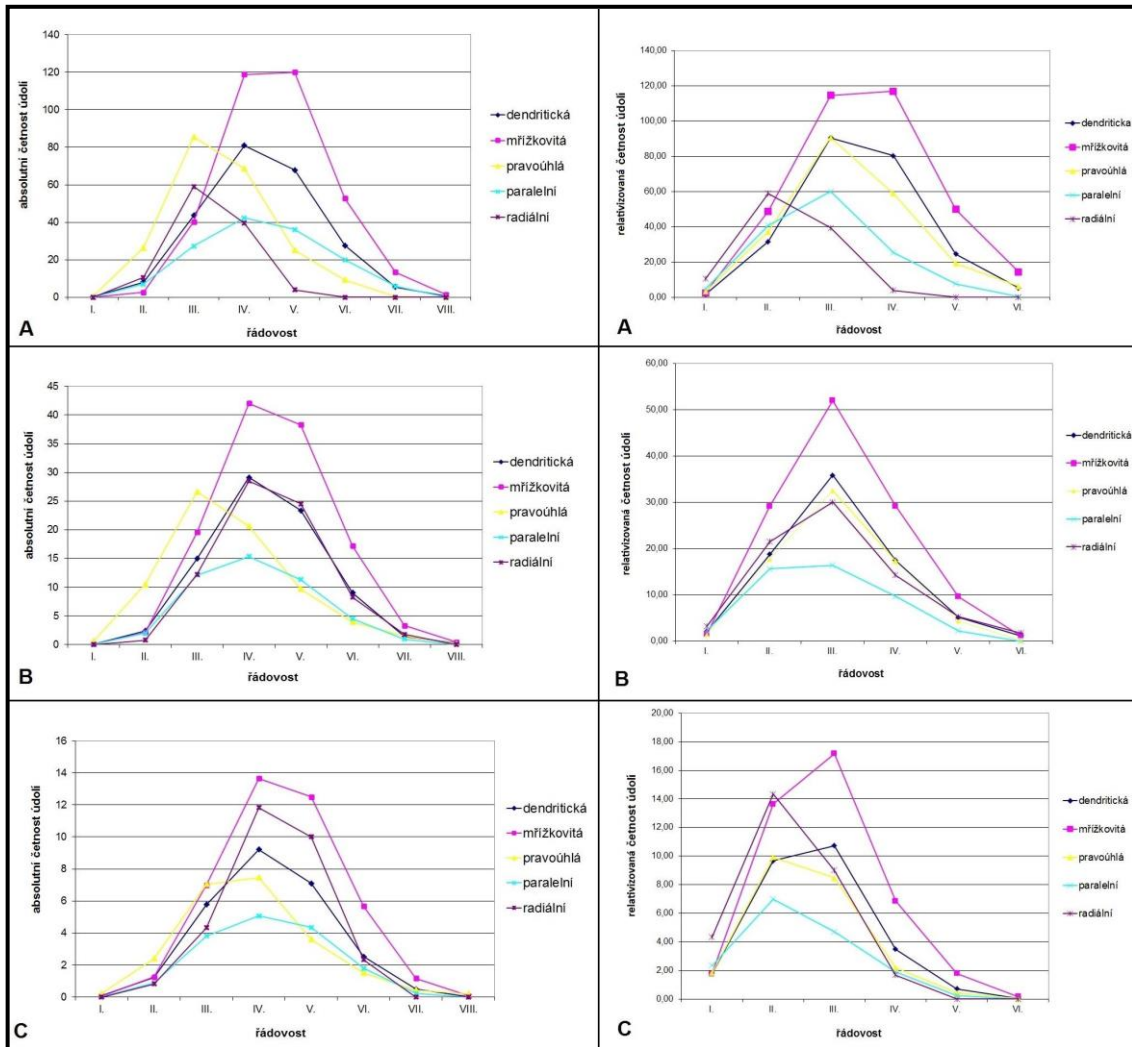 140
120
100
80
60
40
20
0
absolutní četnost údolí
I. II. III. IV. V. VI. VII. VIII.
řádovost
dendritická
mřížkovitá
pravoúhlá
paralelní
radiální
A
140,00
120,00
100,00
80,00
60,00
40,00
20,00
0,00
relativizovaná četnost údolí
I. II. III. IV. V. VI.
řádovost
dendritická
mřížkovitá
pravoúhlá
paralelní
radiální
A
45
40
35
30
25
20
15
10
5
0
absolutní četnost údolí
I. II. III. IV. V. VI. VII. VIII.
řádovost
dendritická
mřížkovitá
pravoúhlá
paralelní
radiální
B
60,00
50,00
40,00
30,00
20,00
10,00
0,00
relativizovaná četnost údolí
I. II. III. IV. V. VI.
řádovost
dendritická
mřížkovitá
pravoúhlá
paralelní
radiální
B
16
14
12
10
8
6
4
2
0
absolutní četnost údolí
I. II. III. IV. V. VI. VII. VIII.
řádovost
dendritická
mřížkovitá
pravoúhlá
paralelní
radiální
C
20,00
18,00
16,00
14,00
12,00
10,00
8,00
6,00
4,00
2,00
0,00
relativizovaná četnost údolí
I. II. III. IV. V. VI.
řádovost
dendritická
mřížkovitá
pravoúhlá
paralelní
radiální
C